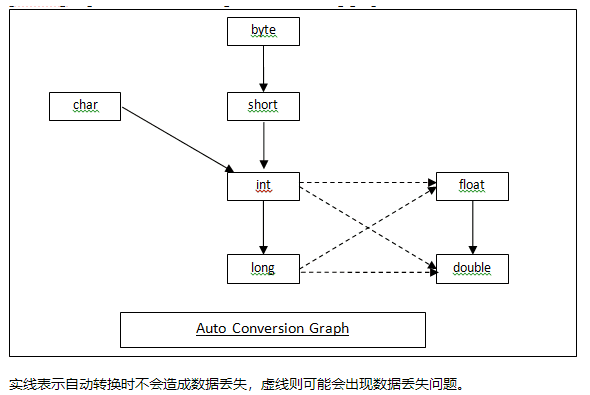 byte
char
short
int
float
long
double
Auto Conversion Graph
实线表示自动转换时不会造成数据丢失，虚线则可能会出现数据丢失问题。